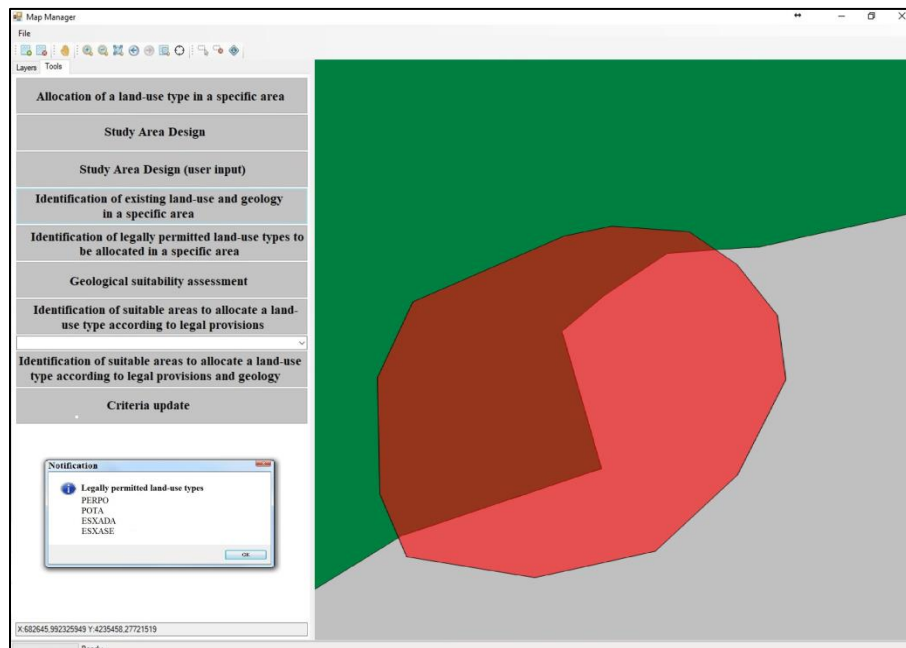 Map Manager
File
Layers Tools
Allocation of a land-use type in a specific area
Study Area Design
Study Area Design (user input)
Identification of existing land-use and geology
in a specific area
Identification of legally permitted land-use types to
be allocated in a specific area
Geological suitability assessment
Identification of suitable areas to allocate a land-
use type according to legal provisions
Identification of suitable areas to allocate a land-use
type according to legal provisions and geology
Criteria update
Notification
Legally permitted land-use types
PERPO
POTA
ESXADA
ESXASE
OK
X:682645,992325949 Y:4235458,27721519